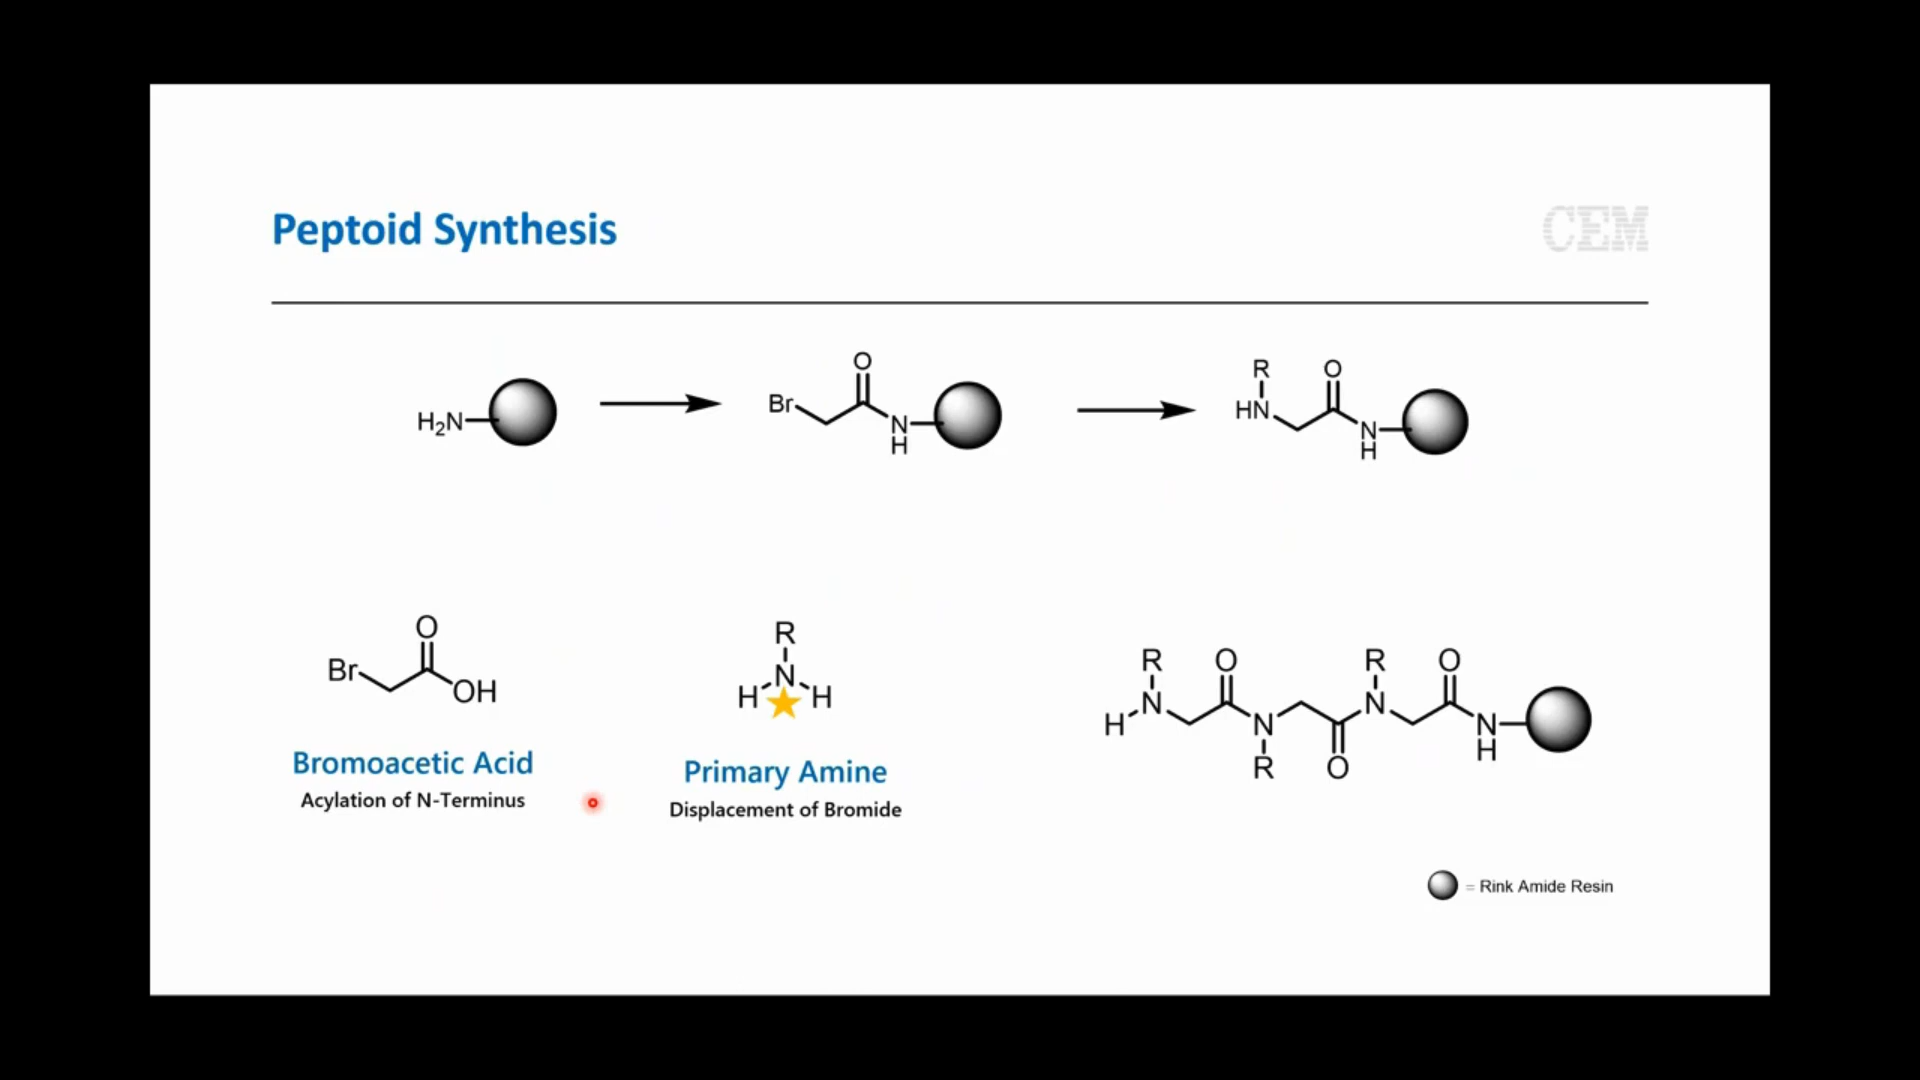 Peptoid Synthesis
CEM
H₂N
Br
O
N
H
R
HN
O
N
H
Br
O
OH
Bromoacetic Acid
Acylation of N-Terminus
R
N
H H
Primary Amine
Displacement of Bromide
R O R O
H N N N N
H
R O
= Rink Amide Resin